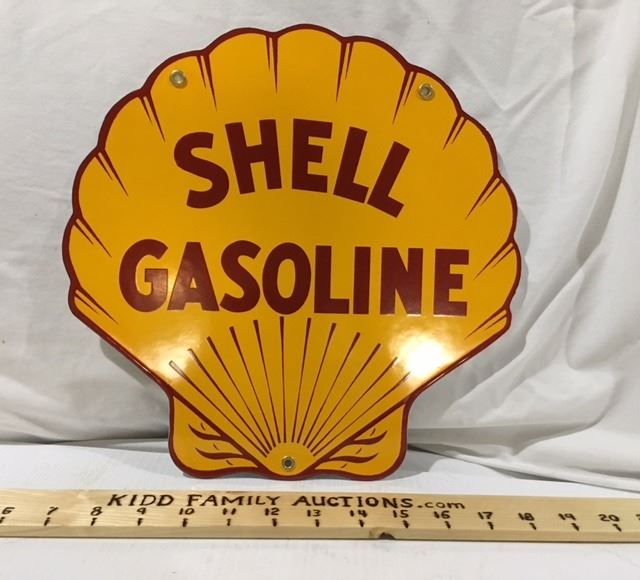 SHELL
GASOLINE
KIDD FAMILY AUCTIONS.com
6 7 8 9 10 11 12 13 14 15 16 17 18 19 20